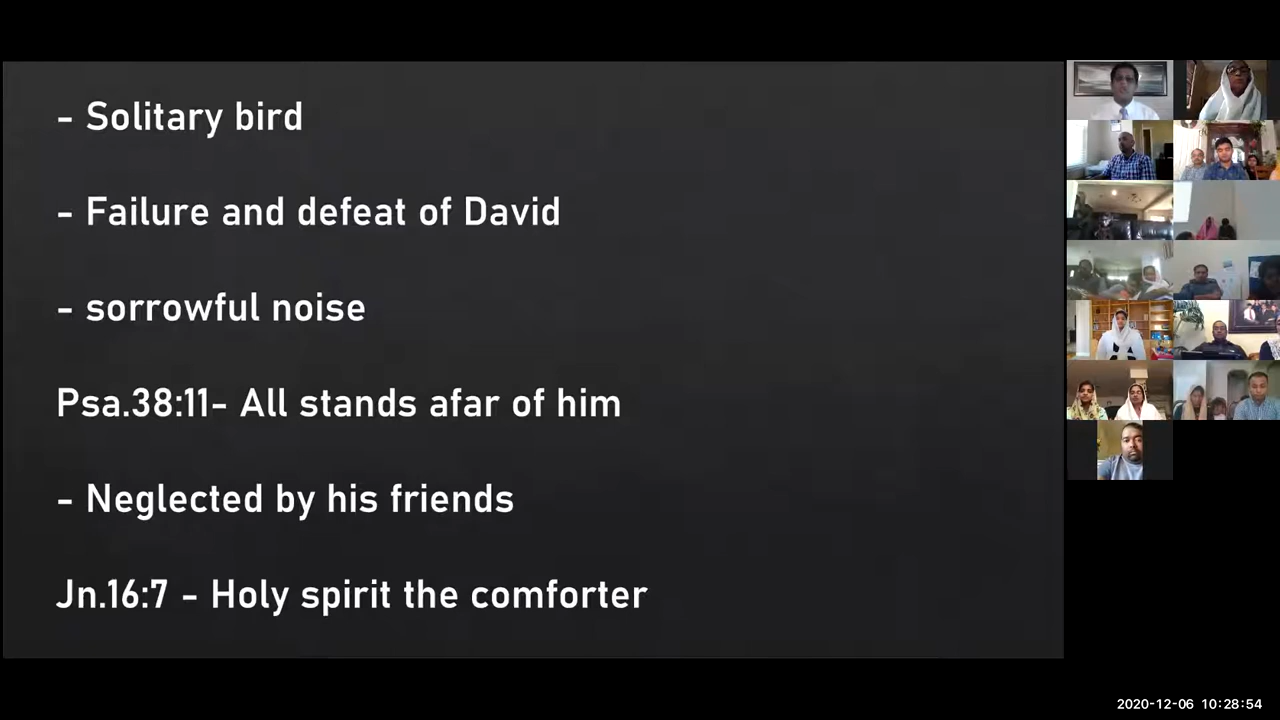 - Solitary bird
- Failure and defeat of David
- sorrowful noise
Psa.38:11- All stands afar of him
- Neglected by his friends
Jn.16:7 - Holy spirit the comforter
2020-12-06 10:28:54